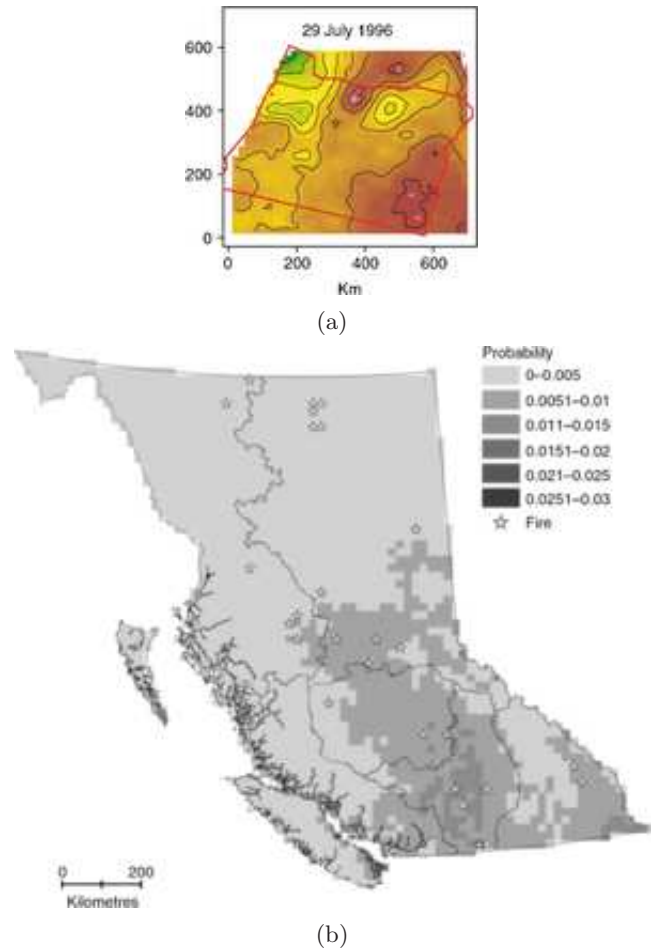 29 July 1996
600
400
200
0
0 200 400 600
Km
(a)
Probability
0–0.005
0.0051–0.01
0.011–0.015
0.0151–0.02
0.021–0.025
0.0251–0.03
Fire
0 200
Kilometres
(b)